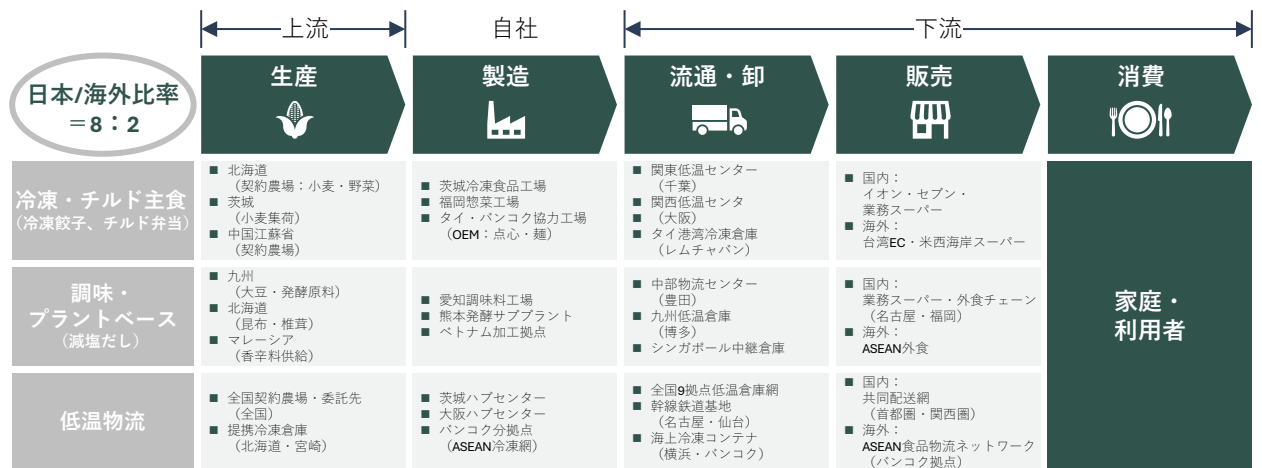 上流
自社
下流
日本/海外比率
＝8：2
生産
製造
流通・卸
販売
消費
冷凍・チルド主食
（冷凍餃子、チルド弁当）
■ 北海道
（契約農場：小麦・野菜）
■ 茨城
（小麦集荷）
■ 中国江蘇省
（契約農場）
■ 茨城冷凍食品工場
■ 福岡惣菜工場
■ タイ・バンコク協力工場
（OEM：点心・麺）
■ 関東低温センター
（千葉）
■ 関西低温センタ
■ （大阪）
■ タイ港湾冷凍倉庫
（レムチャバン）
■ 国内：
イオン・セブン・
業務スーパー
■ 海外：
台湾EC・米西海岸スーパー
調味・
プラントベース
（減塩だし）
■ 九州
（大豆・発酵原料）
■ 北海道
（昆布・椎茸）
■ マレーシア
（香辛料供給）
■ 愛知調味料工場
■ 熊本発酵サブプラント
■ ベトナム加工拠点
■ 中部物流センター
（豊田）
■ 九州低温倉庫
（博多）
■ シンガポール中継倉庫
■ 国内：
業務スーパー・外食チェーン
（名古屋・福岡）
■ 海外：
ASEAN外食
家庭・
利用者
低温物流
■ 全国契約農場・委託先
（全国）
■ 提携冷凍倉庫
（北海道・宮崎）
■ 茨城ハブセンター
■ 大阪ハブセンター
■ バンコク分拠点
（ASEAN冷凍網）
■ 全国9拠点低温倉庫網
■ 幹線鉄道基地
（名古屋・仙台）
■ 海上冷凍コンテナ
（横浜・バンコク）
■ 国内：
共同配送網
（首都圏・関西圏）
■ 海外：
ASEAN食品物流ネットワーク
（バンコク拠点）